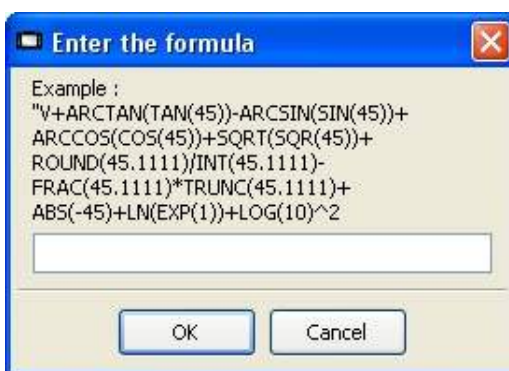 Enter the formula
Example :
"V+ARCTAN(TAN(45))-ARCSIN(SIN(45))+
ARCCOS(COS(45))+SQRT(SQR(45))+
ROUND(45.1111)/INT(45.1111)-
FRAC(45.1111)*TRUNC(45.1111)+
ABS(-45)+LN(EXP(1))+LOG(10)^2
OK Cancel